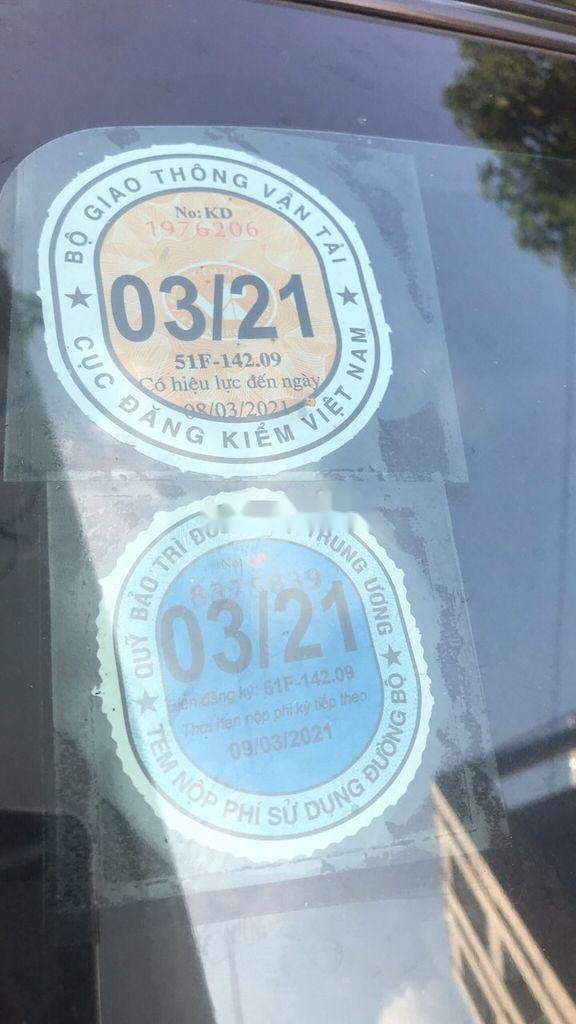 BỘ GIAO THÔNG VẬN TẢI
No: KD
1976206
03/21
51F-142.09
Có hiệu lực đến ngày
08/03/2021
★ CỤC ĐĂNG KIỂM VIỆT NAM ★
QUỸ BẢO TRÌ TRUNG ƯƠNG
No:
8375839
03/21
Biển đăng ký: 51F-142.09
Thời hạn nộp phí kỳ tiếp theo
09/03/2021
★ TEM NỘP PHÍ SỬ DỤNG ĐƯỜNG BỘ ★